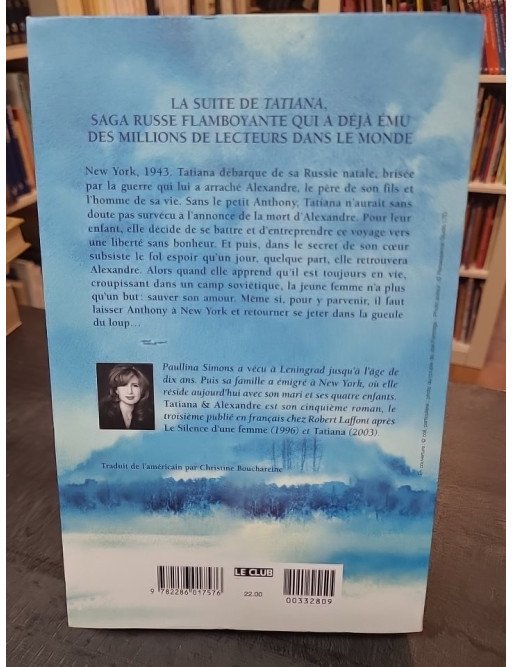 LA SUITE DE TATIANA,
SAGA RUSSE FLAMBOYANTE QUI A DÉJÀ ÉMU
DES MILLIONS DE LECTEURS DANS LE MONDE
New York, 1943. Tatiana débarque de sa Russie natale, brisée
par la guerre qui lui a arraché Alexandre, le père de son fils et
l'homme de sa vie. Sans le petit Anthony, Tatiana n'aurait sans
doute pas survécu à l'annonce de la mort d'Alexandre. Pour leur
enfant, elle décide de se battre et d'entreprendre ce voyage vers
une liberté sans bonheur. Et puis, dans le secret de son cœur
subsiste le fol espoir qu'un jour, quelque part, elle retrouvera
Alexandre. Alors quand elle apprend qu'il est toujours en vie,
croupissant dans un camp soviétique, la jeune femme n'a plus
qu'un but: sauver son amour. Même si, pour y parvenir, il faut
laisser Anthony à New York et retourner se jeter dans la gueule
du loup...
Paullina Simons a vécu à Leningrad jusqu'à l'âge de
dix ans. Puis sa famille a émigré à New York, où elle
réside aujourd'hui avec son mari et ses quatre enfants.
Tatiana & Alexandre est son cinquième roman, le
troisième publié en français chez Robert Laffont après
Le Silence d'une femme (1996) et Tatiana (2003).
Traduit de l'américain par Christine Bouchareine
LE CLUB
9 782286 017576
22.00
00332809